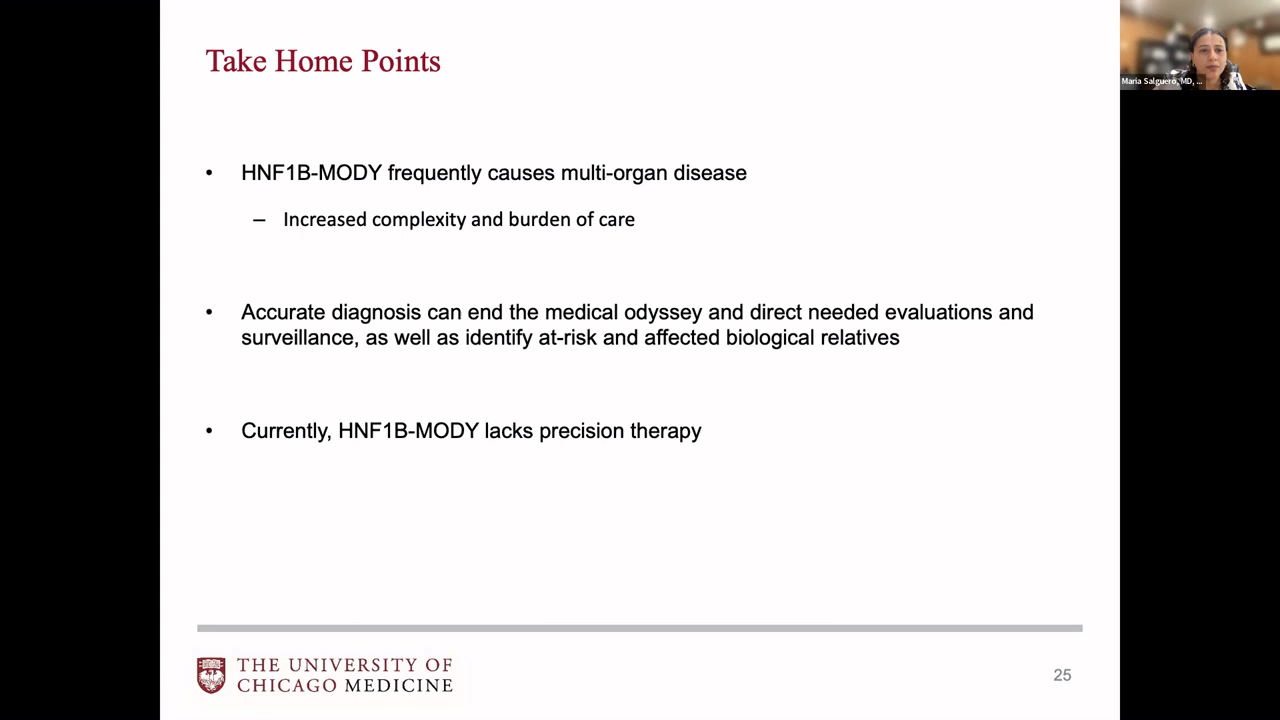 Take Home Points
Maria Salguero, MD, ...
• HNF1B-MODY frequently causes multi-organ disease
– Increased complexity and burden of care
• Accurate diagnosis can end the medical odyssey and direct needed evaluations and
surveillance, as well as identify at-risk and affected biological relatives
• Currently, HNF1B-MODY lacks precision therapy
THE UNIVERSITY OF
CHICAGO MEDICINE
25